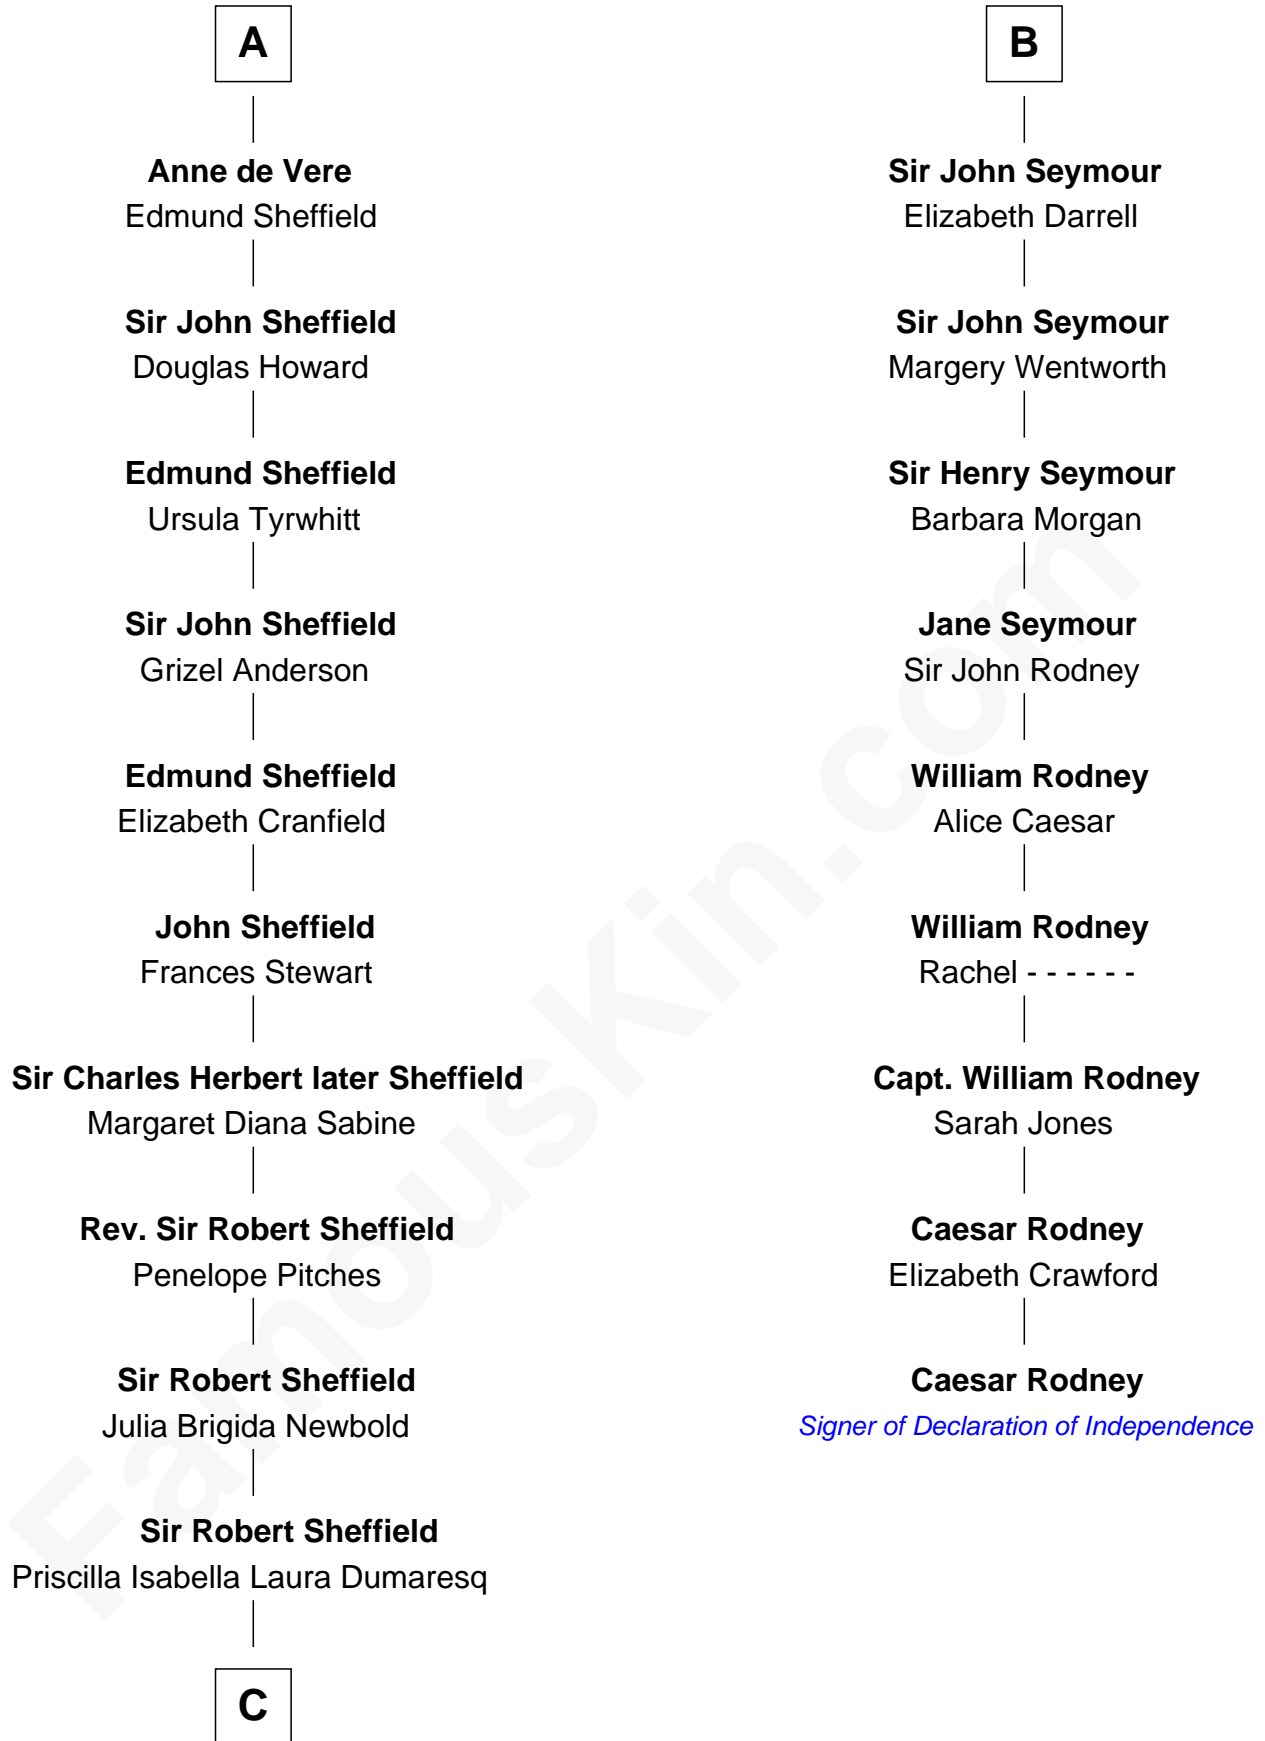 A
Anne de Vere
Edmund Sheffield
Sir John Sheffield
Douglas Howard
Edmund Sheffield
Ursula Tyrwhitt
Sir John Sheffield
Grizel Anderson
Edmund Sheffield
Elizabeth Cranfield
John Sheffield
Frances Stewart
Sir Charles Herbert later Sheffield
Margaret Diana Sabine
Rev. Sir Robert Sheffield
Penelope Pitches
Sir Robert Sheffield
Julia Brigida Newbold
Sir Robert Sheffield
Priscilla Isabella Laura Dumaresq
C
B
Sir John Seymour
Elizabeth Darrell
Sir John Seymour
Margery Wentworth
Sir Henry Seymour
Barbara Morgan
Jane Seymour
Sir John Rodney
William Rodney
Alice Caesar
William Rodney
Rachel - - - - - -
Capt. William Rodney
Sarah Jones
Caesar Rodney
Elizabeth Crawford
Caesar Rodney
Signer of Declaration of Independence
FamousKin.com